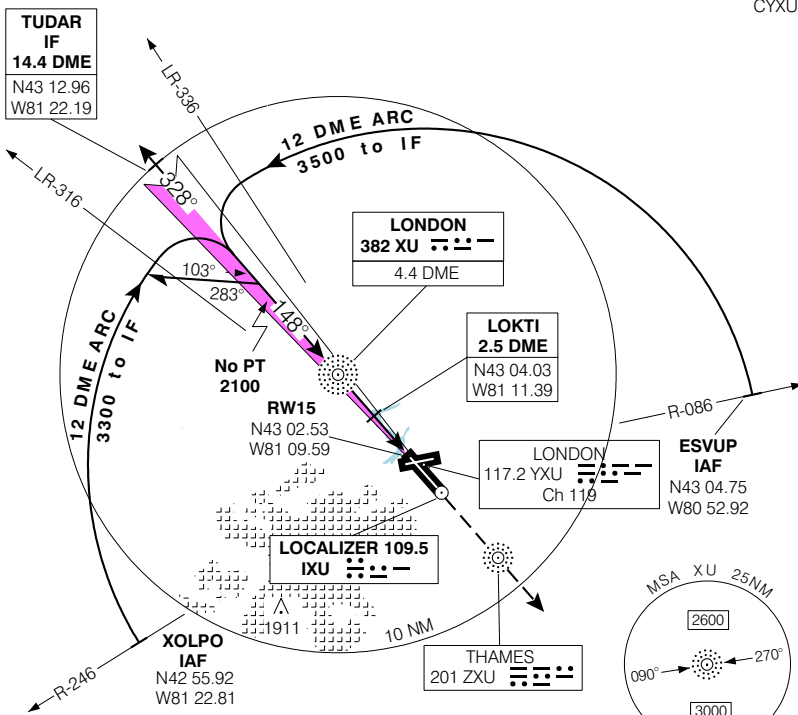 CYXU
TUDAR
IF
14.4 DME
N43 12.96
W81 22.19
LR-336
LR-316
12 DME ARC
3500 to IF
328°
LONDON
382 XU
4.4 DME
103°
283°
148°
12 DME ARC
3300 to IF
No PT
2100
LOKTI
2.5 DME
N43 04.03
W81 11.39
RW15
N43 02.53
W81 09.59
R-086
ESVUP
IAF
N43 04.75
W80 52.92
LONDON
117.2 YXU
Ch 119
LOCALIZER 109.5
IXU
1911
10 NM
XOLPO
IAF
N42 55.92
W81 22.81
R-246
THAMES
201 ZXU
MSA XU 25NM
2600
090°
270°
3000